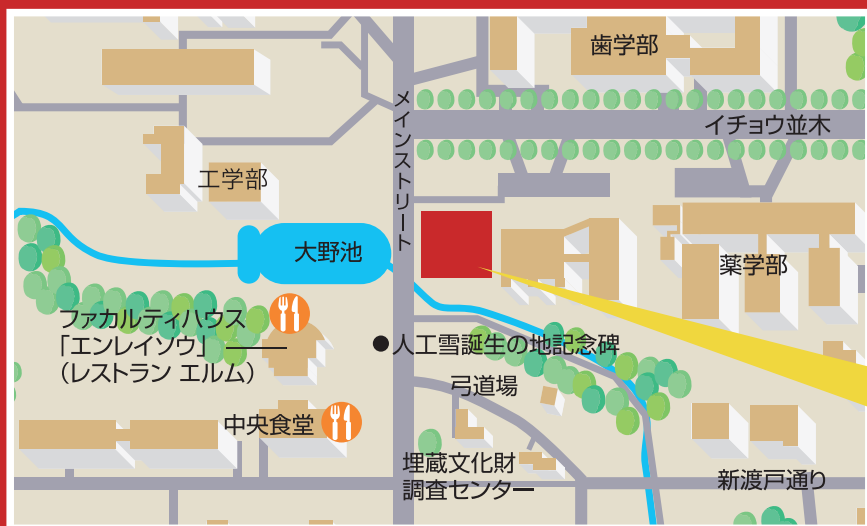 歯学部
メインストリート
イチョウ並木
工学部
大野池
薬学部
ファカルティハウス
「エンレイソウ」
（レストラン エルム）
人工雪誕生の地記念碑
弓道場
中央食堂
埋蔵文化財
調査センター
新渡戸通り